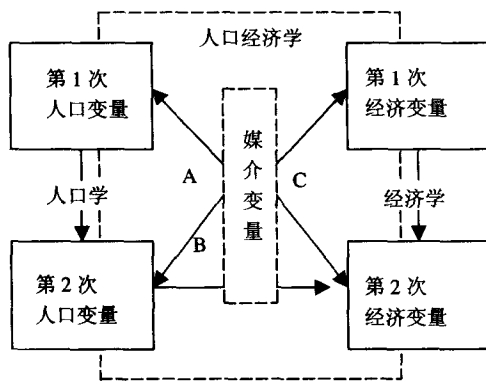 人口经济学
第1次
人口变量
第1次
经济变量
媒介变量
A
C
人口学
经济学
B
第2次
人口变量
第2次
经济变量